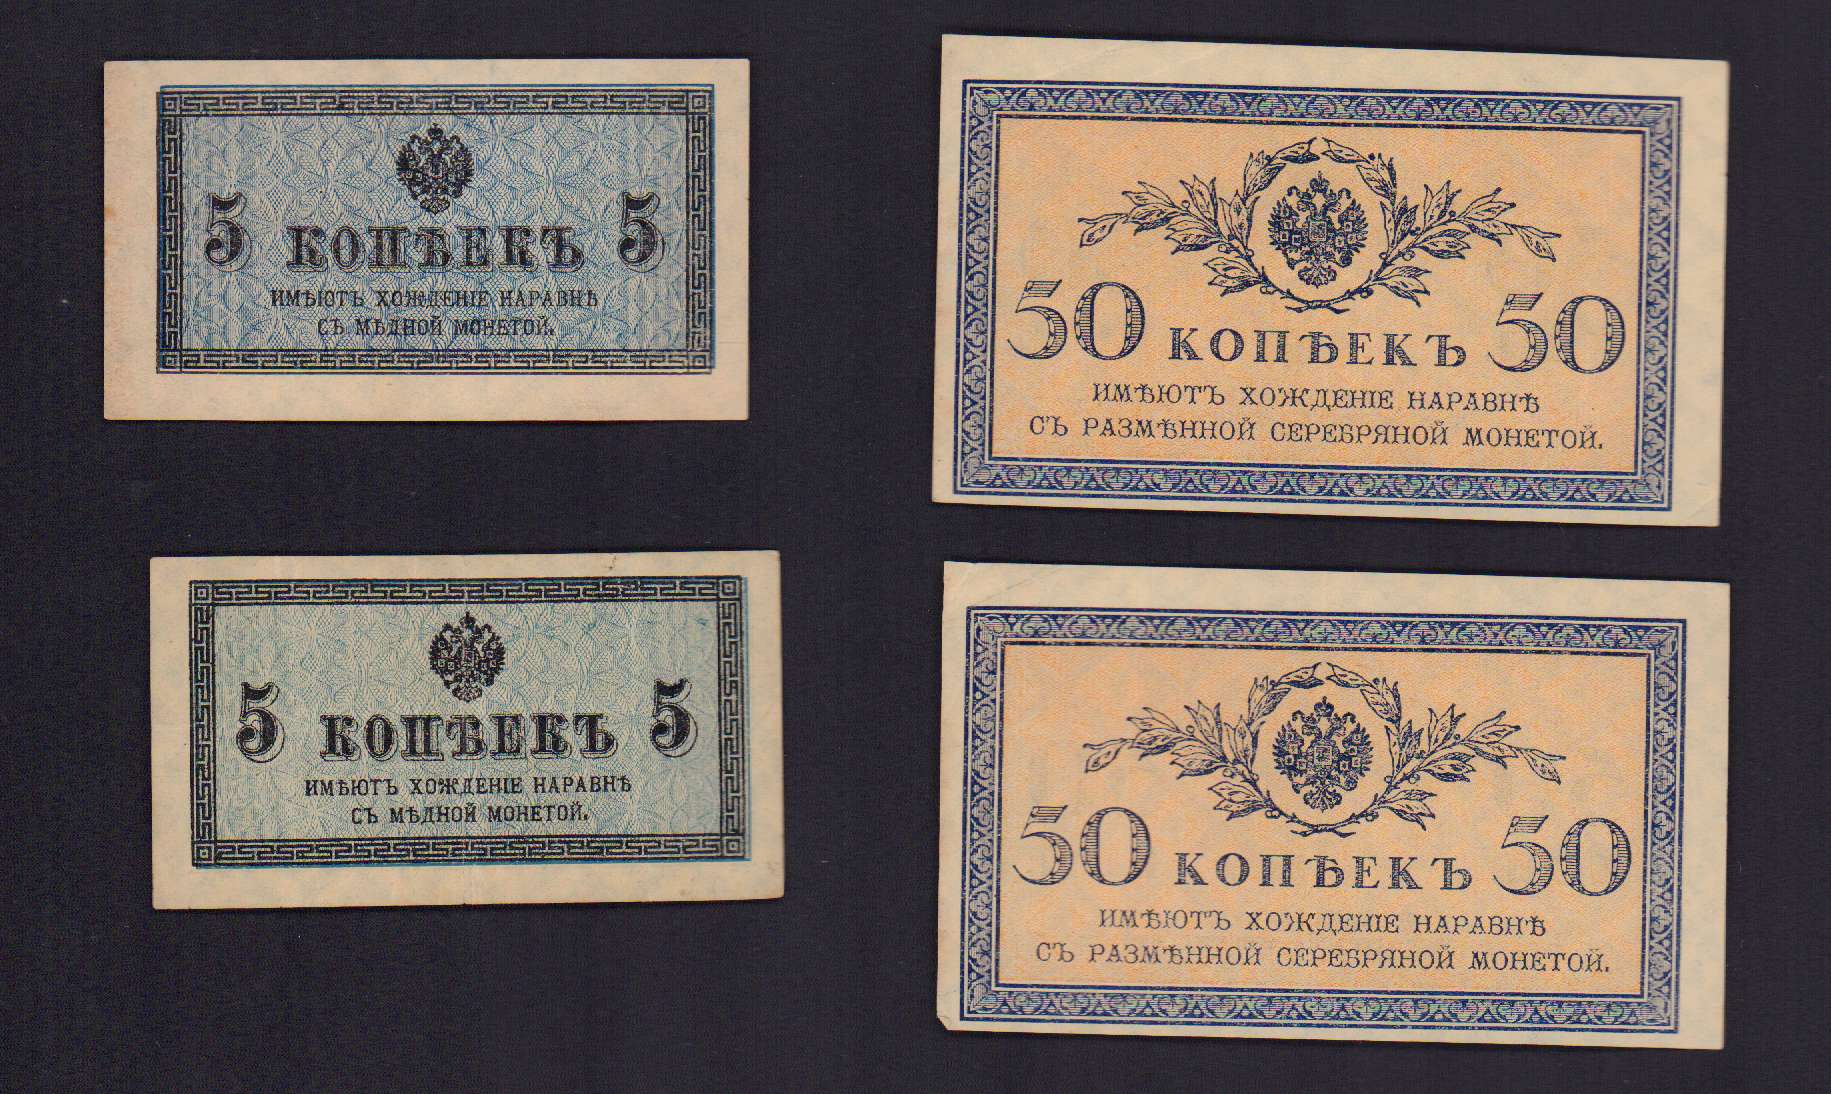 5 КОПѢЕКЪ 5
ИМѢЮТЪ ХОЖДЕНІЕ НАРАВНѢ
СЪ МѢДНОЙ МОНЕТОЙ.
5 КОПѢЕКЪ 5
ИМѢЮТЪ ХОЖДЕНІЕ НАРАВНѢ
СЪ МѢДНОЙ МОНЕТОЙ.
50 КОПѢЕКЪ 50
ИМѢЮТЪ ХОЖДЕНІЕ НАРАВНѢ
СЪ РАЗМѢННОЙ СЕРЕБРЯНОЙ МОНЕТОЙ.
50 КОПѢЕКЪ 50
ИМѢЮТЪ ХОЖДЕНІЕ НАРАВНѢ
СЪ РАЗМѢННОЙ СЕРЕБРЯНОЙ МОНЕТОЙ.